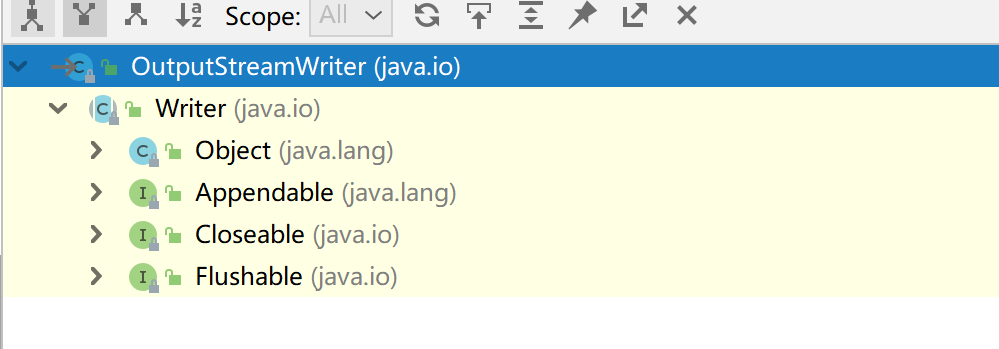 Scope: All
OutputStreamWriter (java.io)
Writer (java.io)
Object (java.lang)
Appendable (java.lang)
Closeable (java.io)
Flushable (java.io)